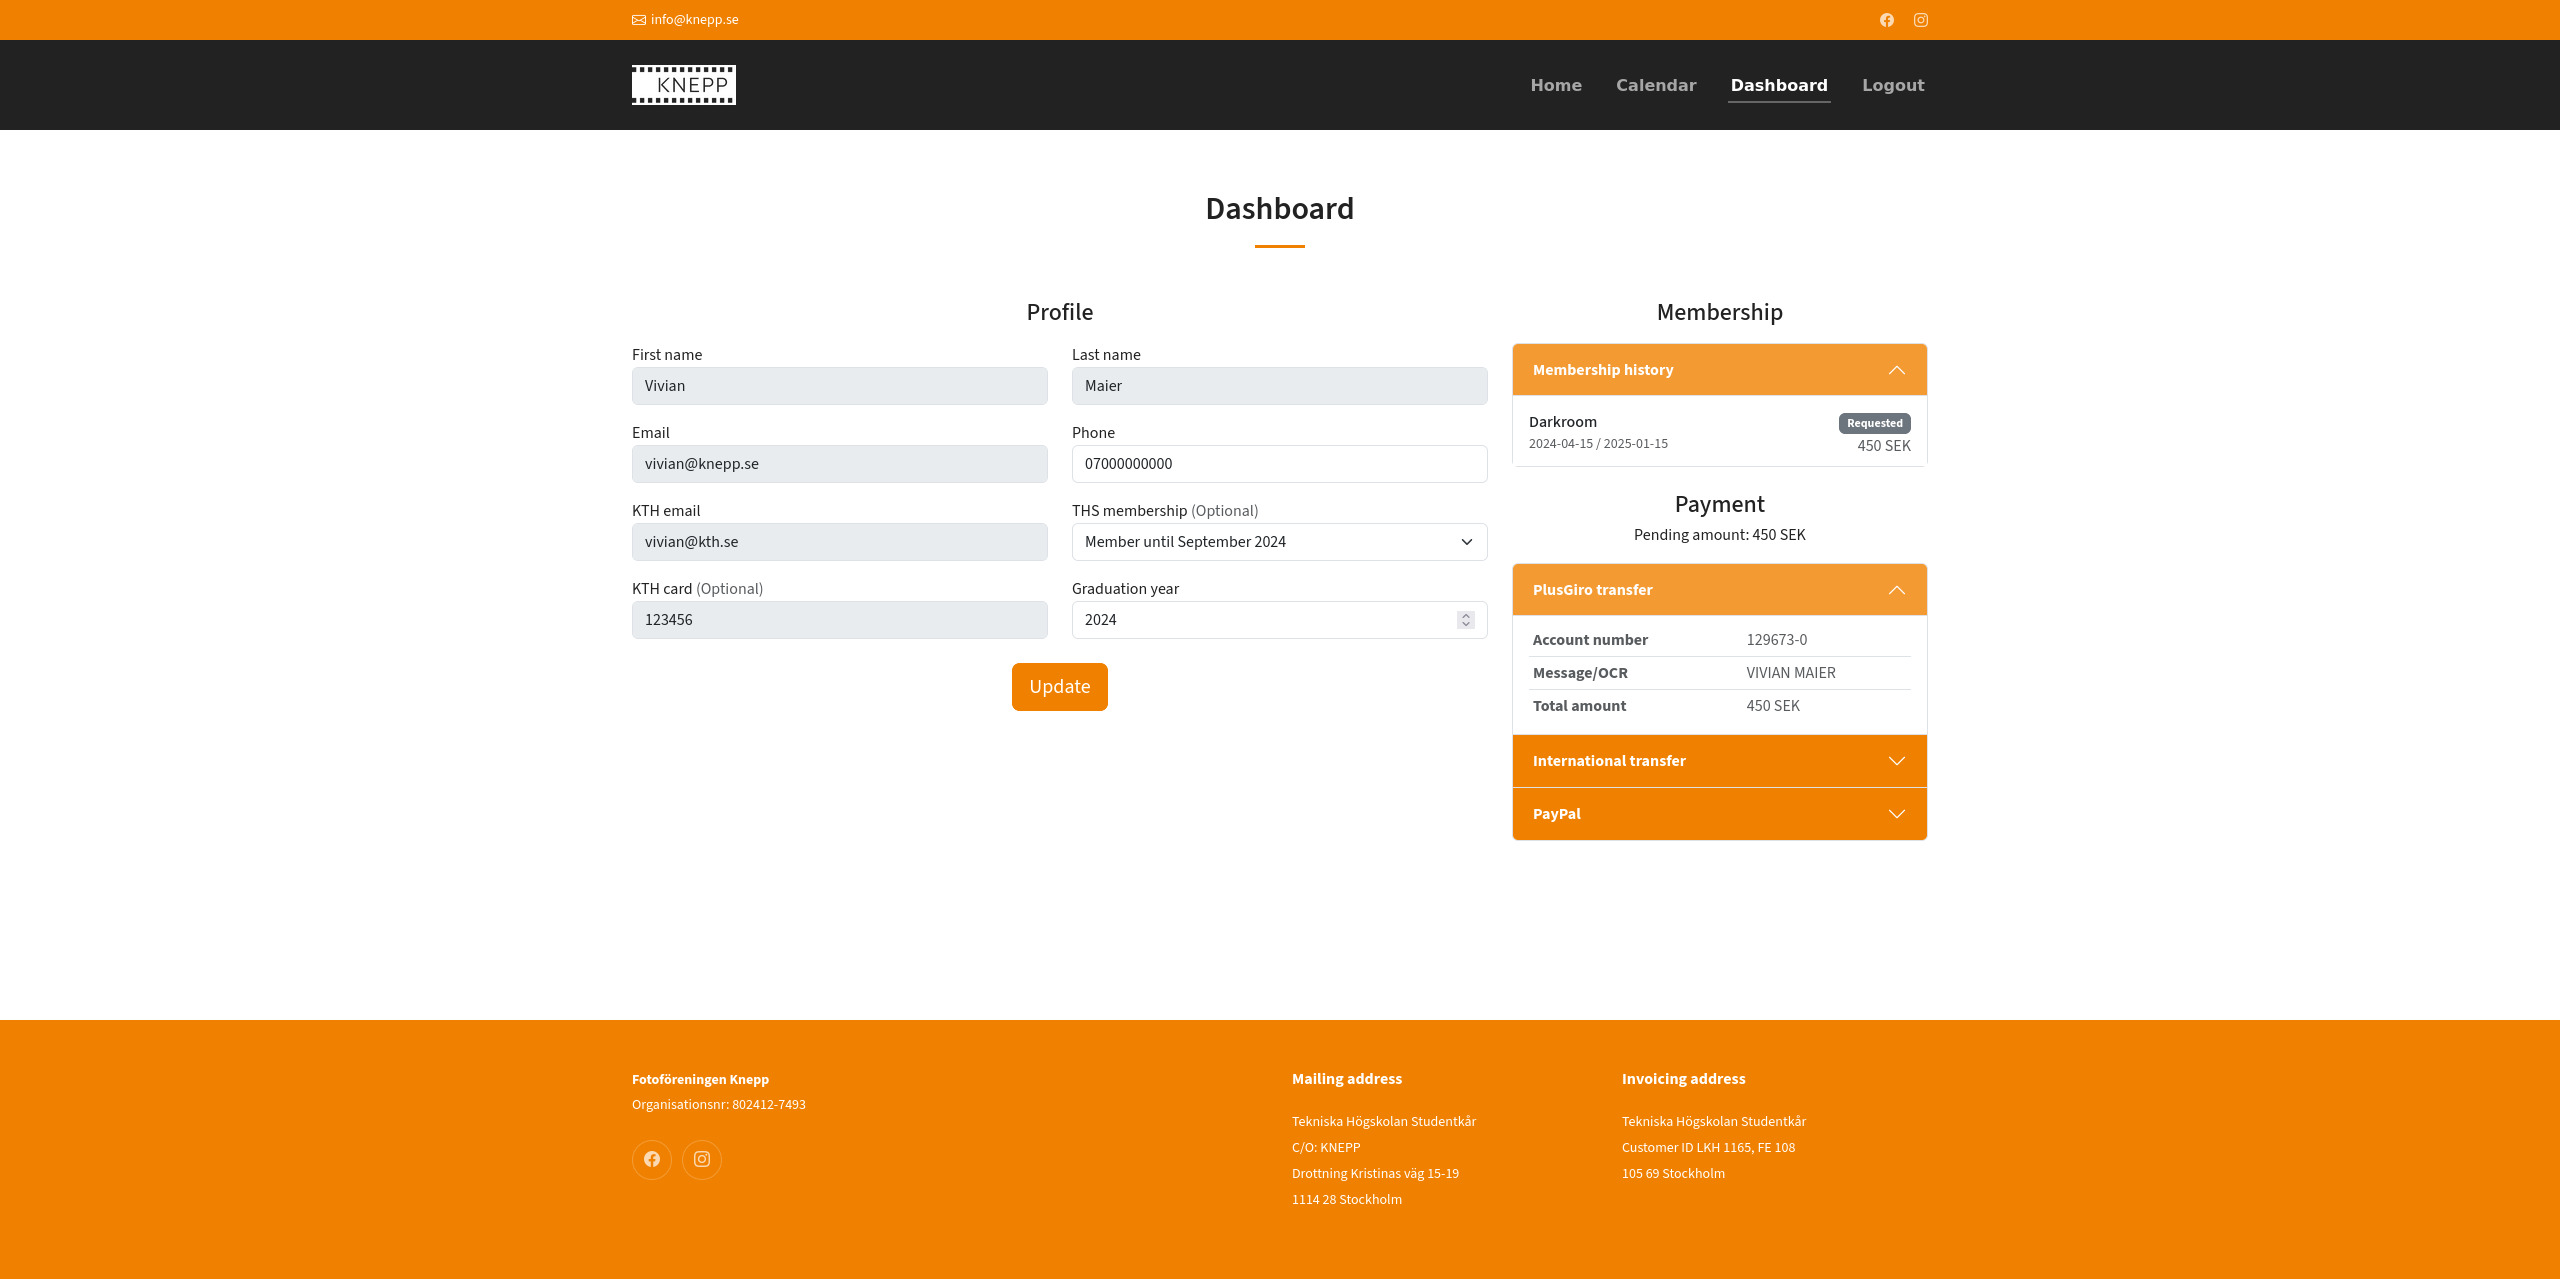 info@knepp.se
KNEPP
Home Calendar Dashboard Logout
Dashboard
Profile
First name
Vivian
Last name
Maier
Email
vivian@knepp.se
Phone
07000000000
KTH email
vivian@kth.se
THS membership (Optional)
Member until September 2024
KTH card (Optional)
123456
Graduation year
2024
Update
Membership
Membership history
Darkroom
Requested
2024-04-15 / 2025-01-15
450 SEK
Payment
Pending amount: 450 SEK
PlusGiro transfer
Account number 129673-0
Message/OCR VIVIAN MAIER
Total amount 450 SEK
International transfer
PayPal
Fotoföreningen Knepp
Organisationsnr: 802412-7493
Mailing address
Tekniska Högskolan Studentkår
C/O: KNEPP
Drottning Kristinas väg 15-19
1114 28 Stockholm
Invoicing address
Tekniska Högskolan Studentkår
Customer ID LKH 1165, FE 108
105 69 Stockholm